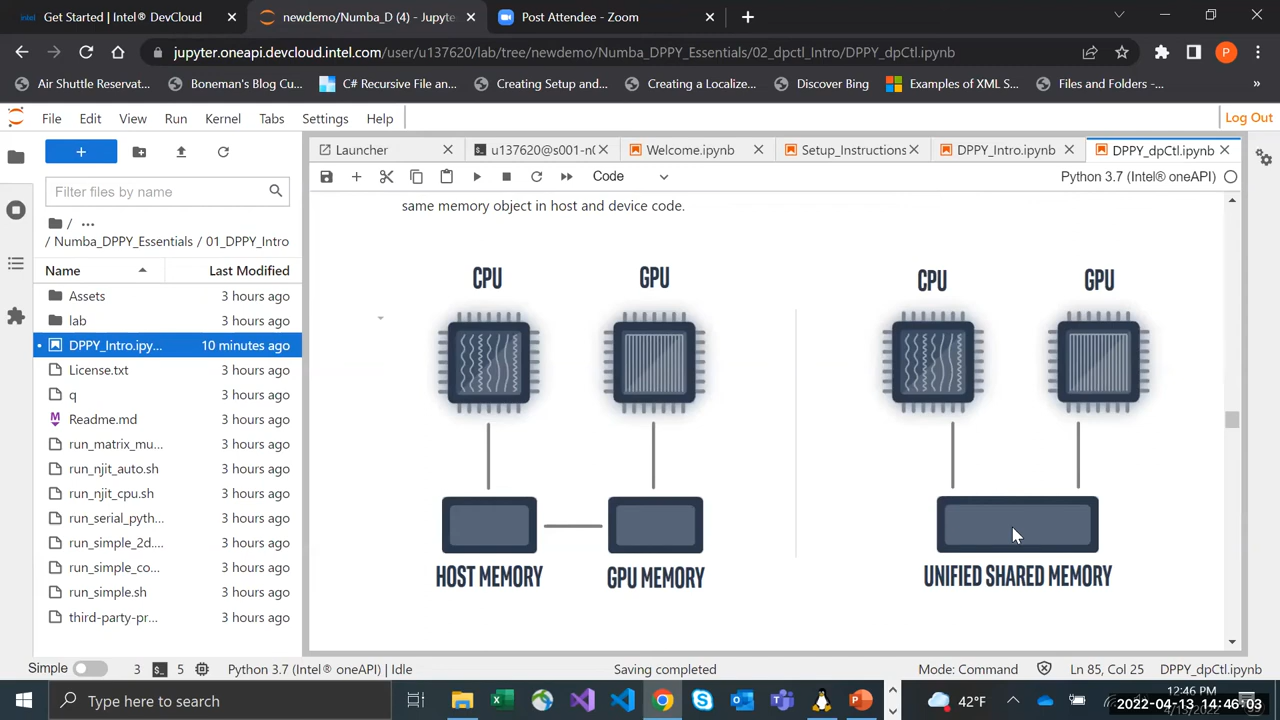 intel Get Started | Intel® DevCloud
newdemo/Numba_D (4) - Jupyte
Post Attendee - Zoom
jupyter.oneapi.devcloud.intel.com/user/u137620/lab/tree/newdemo/Numba_DPPY_Essentials/02_dpctl_Intro/DPPY_dpCtl.ipynb
P
Air Shuttle Reservat...
Boneman's Blog Cu...
C# Recursive File an...
Creating Setup and...
Creating a Localize...
Discover Bing
Examples of XML S...
Files and Folders -...
»
File Edit View Run Kernel Tabs Settings Help
Log Out
+
Launcher
u137620@s001-n0
Welcome.ipynb
Setup_Instructions
DPPY_Intro.ipynb
DPPY_dpCtl.ipynb
Code
Python 3.7 (Intel® oneAPI)
Filter files by name
/ ...
/ Numba_DPPY_Essentials / 01_DPPY_Intro
Name Last Modified
Assets 3 hours ago
lab 3 hours ago
DPPY_Intro.ipy... 10 minutes ago
License.txt 3 hours ago
q 3 hours ago
Readme.md 3 hours ago
run_matrix_mu... 3 hours ago
run_njit_auto.sh 3 hours ago
run_njit_cpu.sh 3 hours ago
run_serial_pyth... 3 hours ago
run_simple_2d.... 3 hours ago
run_simple_co... 3 hours ago
run_simple.sh 3 hours ago
third-party-pr... 3 hours ago
same memory object in host and device code.
CPU GPU
HOST MEMORY GPU MEMORY
CPU GPU
UNIFIED SHARED MEMORY
Simple 3 5 Python 3.7 (Intel® oneAPI) | Idle
Saving completed
Mode: Command
Ln 85, Col 25 DPPY_dpCtl.ipynb
Type here to search
42°F
12:46 PM
2022-04-13 14:46:03